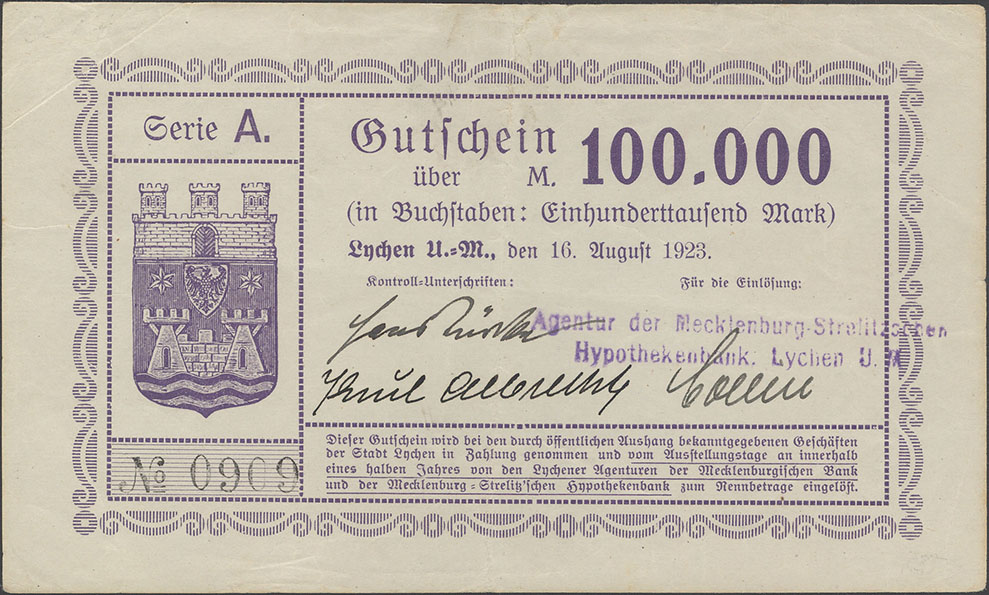 Serie A.
Gutschein
über M. 100.000
(in Buchstaben: Einhunderttausend Mark)
Lychen U.=M., den 16. August 1923.
Kontroll=Unterschriften: Für die Einlösung:
Agentur der Mecklenburg-Strelitzschen
Hypothekenbank. Lychen U. M
Paul Albrecht
Dieser Gutschein wird bei den durch öffentlichen Aushang bekanntgegebenen Geschäften
der Stadt Lychen in Zahlung genommen und vom Ausstellungstage an innerhalb
eines halben Jahres von den Lychener Agenturen der Mecklenburgischen Bank
und der Mecklenburg=Strelitz'schen Hypothekenbank zum Nennbetrage eingelöst.
№ 0909